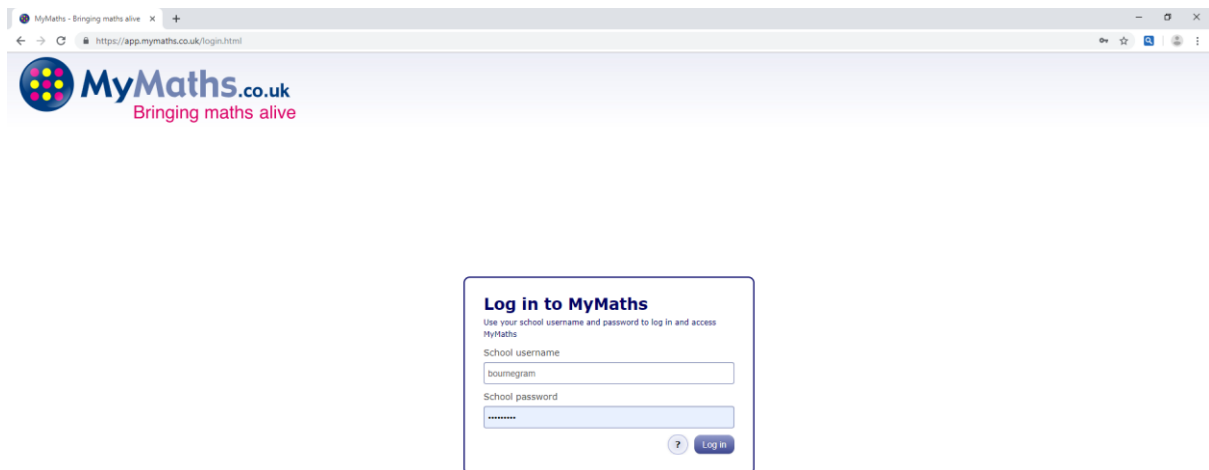 MyMaths - Bringing maths alive
https://app.mymaths.co.uk/login.html
MyMaths.co.uk
Bringing maths alive
Log in to MyMaths
Use your school username and password to log in and access
MyMaths
School username
bournegram
School password
•••••••••
? Log in